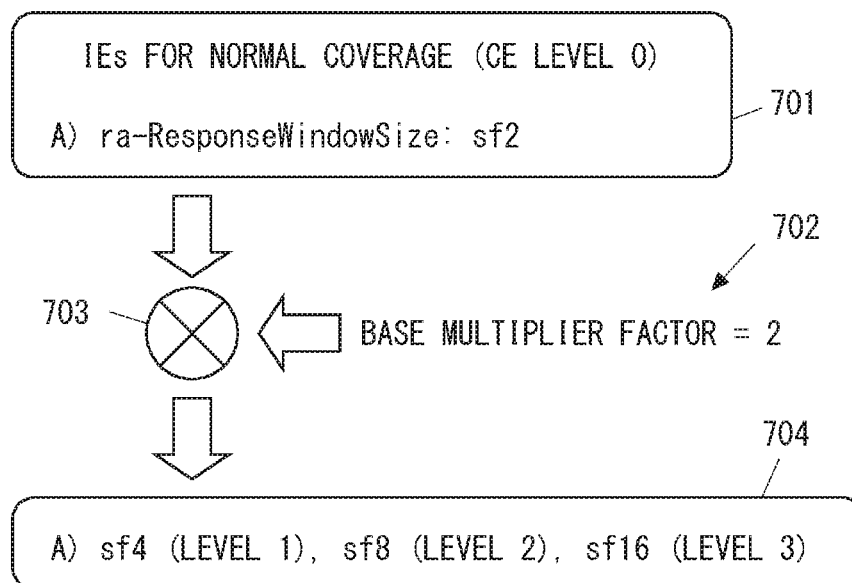 IEs FOR NORMAL COVERAGE (CE LEVEL 0)
A) ra-ResponseWindowSize: sf2
701
702
703
BASE MULTIPLIER FACTOR = 2
704
A) sf4 (LEVEL 1), sf8 (LEVEL 2), sf16 (LEVEL 3)